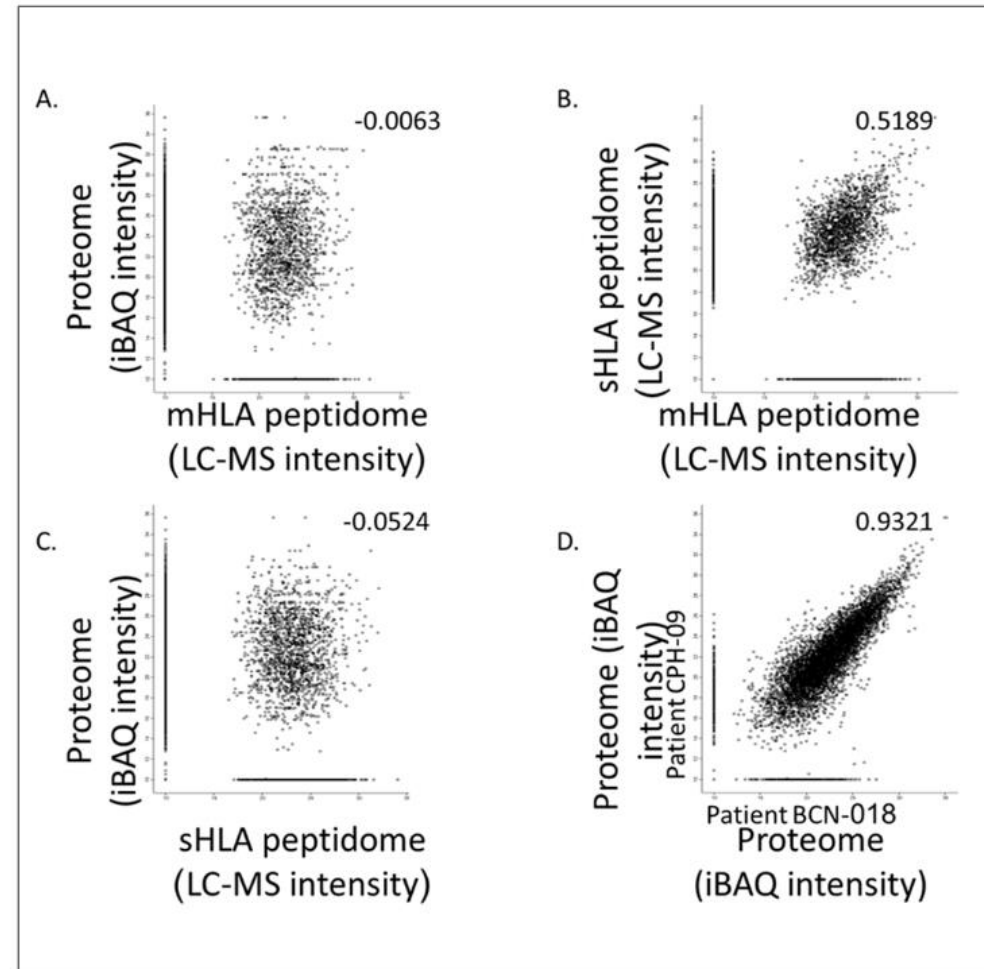 A.
-0.0063
Proteome
(iBAQ intensity)
mHLA peptidome
(LC-MS intensity)
B.
0.5189
sHLA peptidome
(LC-MS intensity)
mHLA peptidome
(LC-MS intensity)
C.
-0.0524
Proteome
(iBAQ intensity)
sHLA peptidome
(LC-MS intensity)
D.
0.9321
Proteome (iBAQ
intensity)
Patient CPH-09
Patient BCN-018
Proteome
(iBAQ intensity)